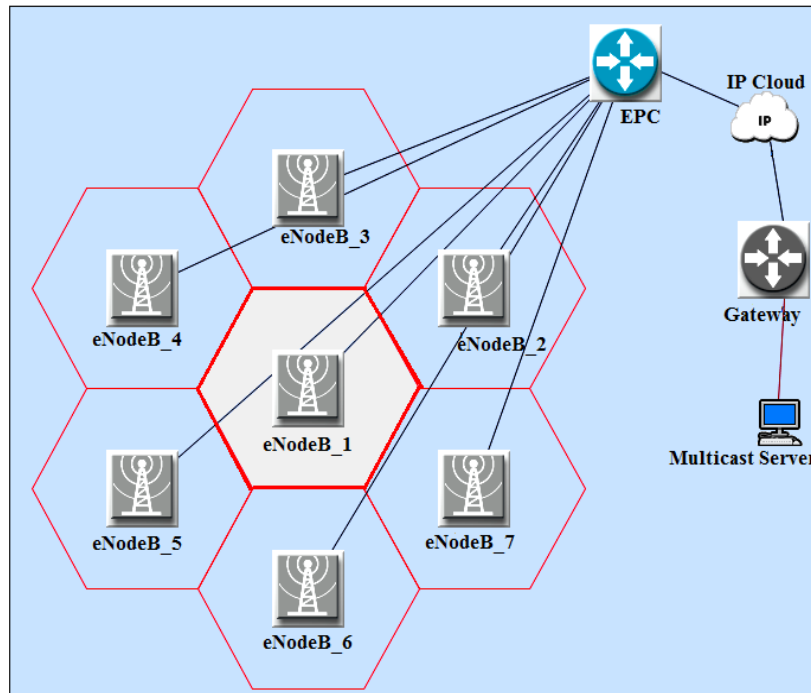 IP Cloud
IP
EPC
eNodeB_3
eNodeB_4
eNodeB_2
Gateway
eNodeB_1
Multicast Server
eNodeB_5
eNodeB_7
eNodeB_6